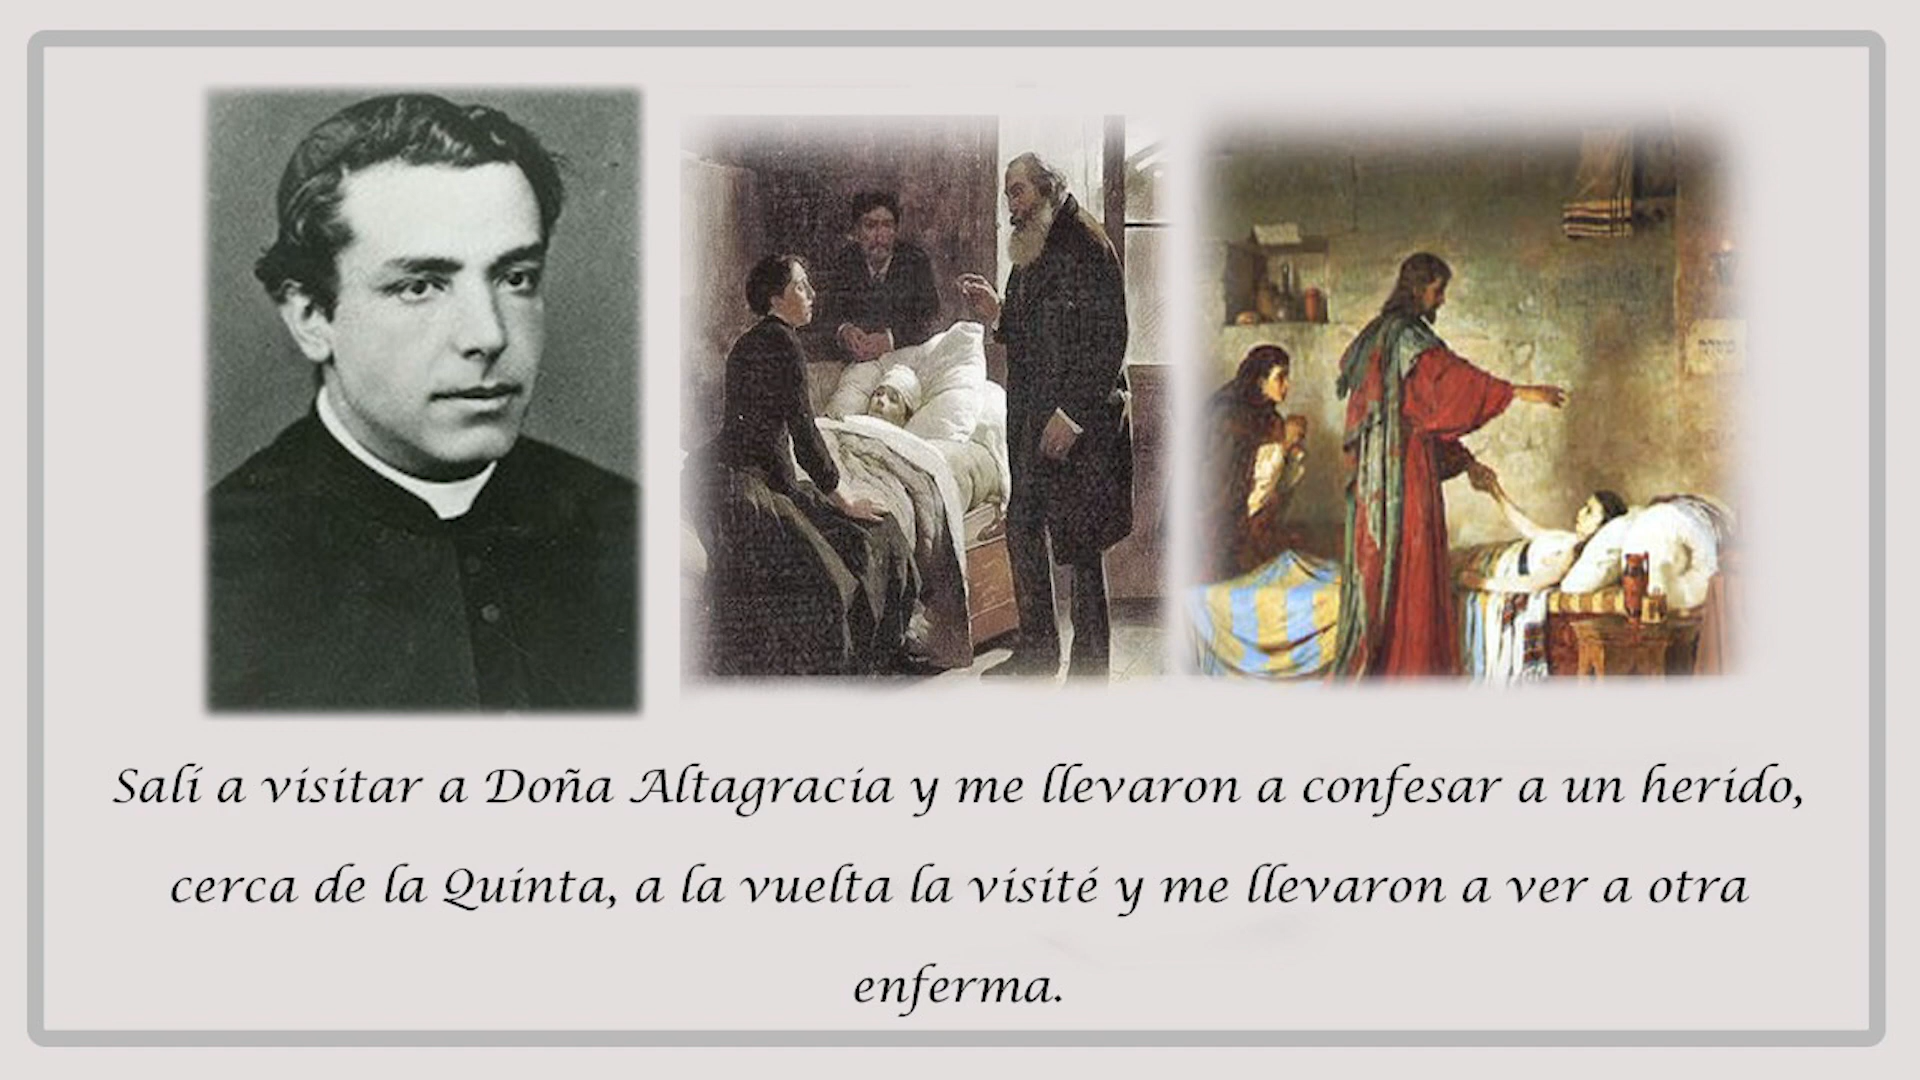 Salí a visitar a Doña Altagracia y me llevaron a confesar a un herido,
cerca de la Quinta, a la vuelta la visité y me llevaron a ver a otra
enferma.